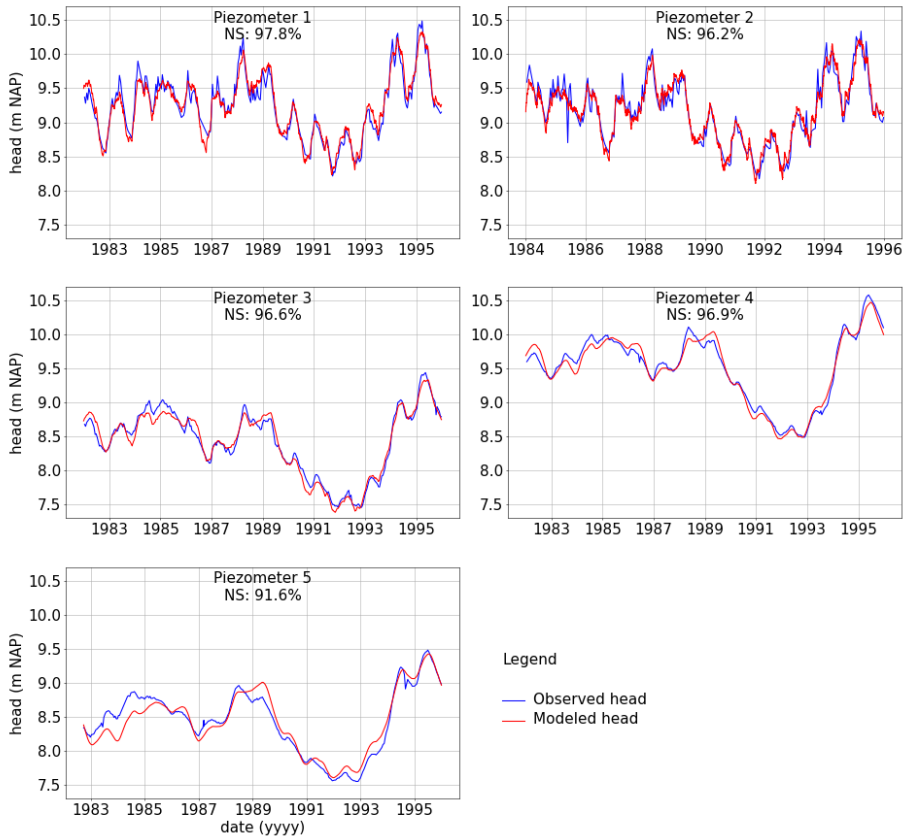 Piezometer 1
NS: 97.8%
head (m NAP)
10.5
10.0
9.5
9.0
8.5
8.0
7.5
1983 1985 1987 1989 1991 1993 1995
Piezometer 2
NS: 96.2%
10.5
10.0
9.5
9.0
8.5
8.0
7.5
1984 1986 1988 1990 1992 1994 1996
Piezometer 3
NS: 96.6%
head (m NAP)
10.5
10.0
9.5
9.0
8.5
8.0
7.5
1983 1985 1987 1989 1991 1993 1995
Piezometer 4
NS: 96.9%
10.5
10.0
9.5
9.0
8.5
8.0
7.5
1983 1985 1987 1989 1991 1993 1995
Piezometer 5
NS: 91.6%
head (m NAP)
10.5
10.0
9.5
9.0
8.5
8.0
7.5
1983 1985 1987 1989 1991 1993 1995
date (yyyy)
Legend
Observed head
Modeled head